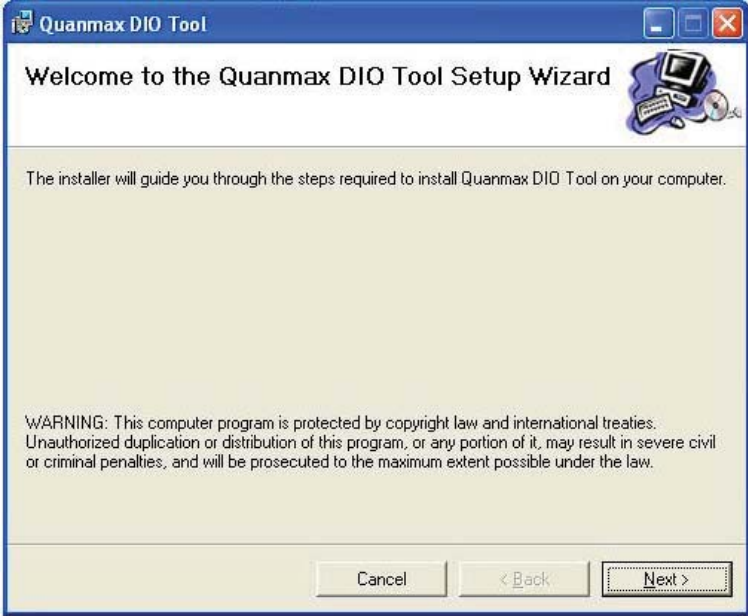 Quanmax DIO Tool
Welcome to the Quanmax DIO Tool Setup Wizard
The installer will guide you through the steps required to install Quanmax DIO Tool on your computer.
WARNING: This computer program is protected by copyright law and international treaties.
Unauthorized duplication or distribution of this program, or any portion of it, may result in severe civil
or criminal penalties, and will be prosecuted to the maximum extent possible under the law.
Cancel
< Back
Next >